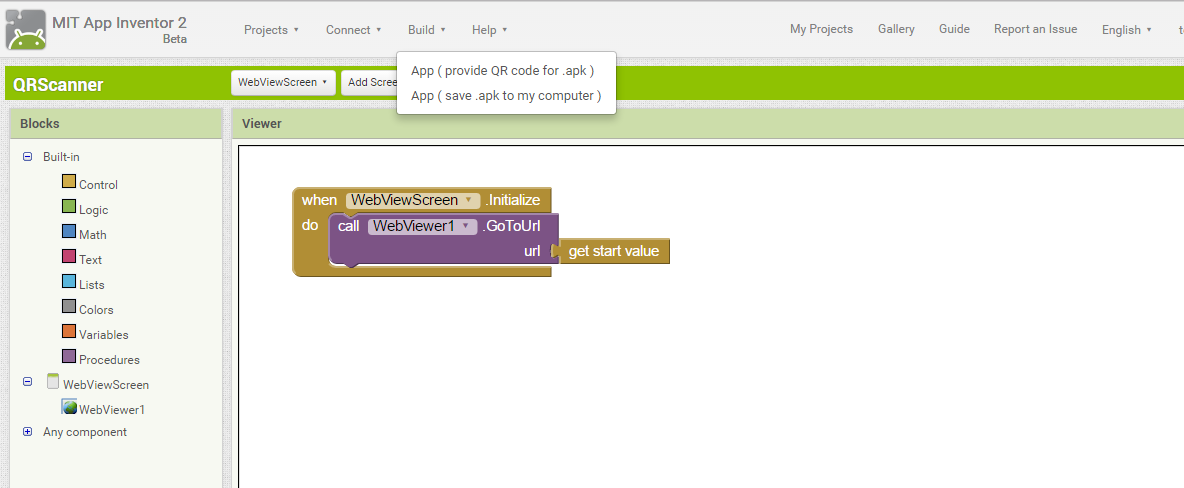 MIT App Inventor 2
Beta
Projects Connect Build Help My Projects Gallery Guide Report an Issue English
App ( provide QR code for .apk )
App ( save .apk to my computer )
QRScanner WebViewScreen Add Scree
Blocks
Viewer
Built-in
Control
Logic
Math
Text
Lists
Colors
Variables
Procedures
WebViewScreen
WebViewer1
Any component
when WebViewScreen .Initialize
do call WebViewer1 .GoToUrl
url get start value